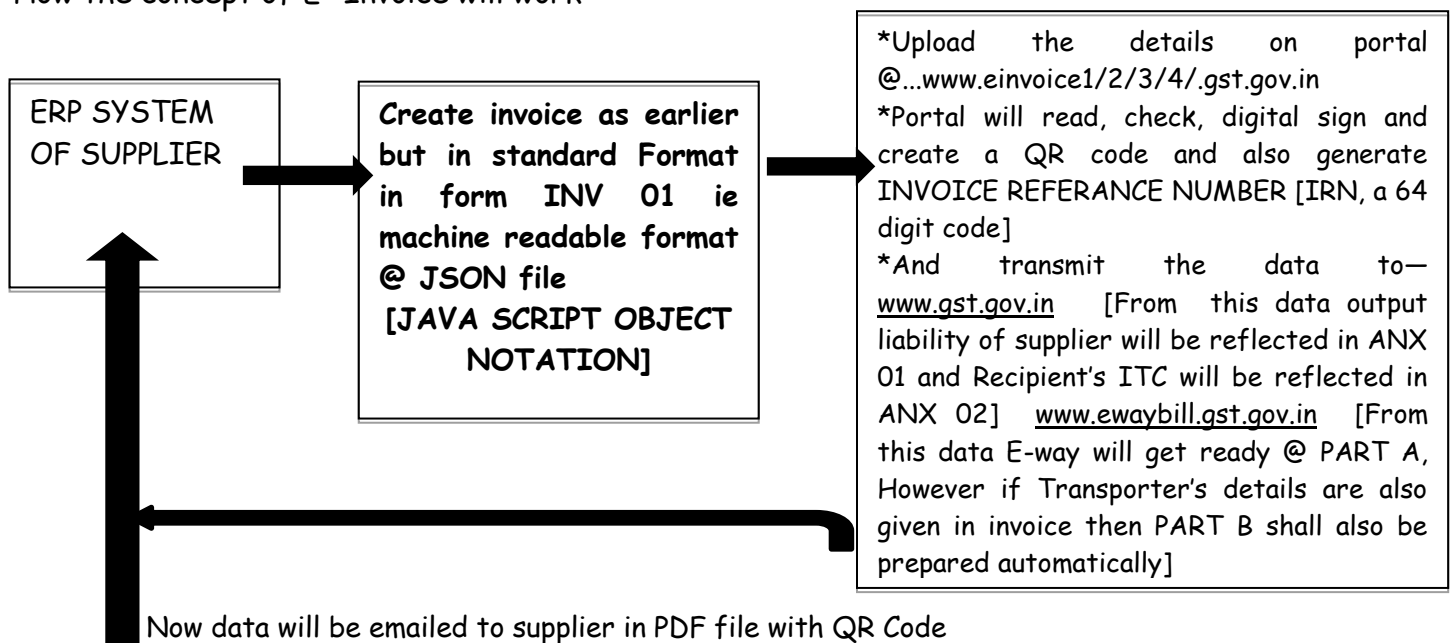 How the concept of E- Invoice will work
ERP SYSTEM
OF SUPPLIER
Create invoice as earlier
but in standard Format
in form INV 01 ie
machine readable format
@ JSON file
[JAVA SCRIPT OBJECT
NOTATION]
*Upload the details on portal
@...www.einvoice1/2/3/4/.gst.gov.in
*Portal will read, check, digital sign and
create a QR code and also generate
INVOICE REFERANCE NUMBER [IRN, a 64
digit code]
*And transmit the data to—
www.gst.gov.in [From this data output
liability of supplier will be reflected in ANX
01 and Recipient's ITC will be reflected in
ANX 02] www.ewaybill.gst.gov.in [From
this data E-way will get ready @ PART A,
However if Transporter's details are also
given in invoice then PART B shall also be
prepared automatically]
Now data will be emailed to supplier in PDF file with QR Code